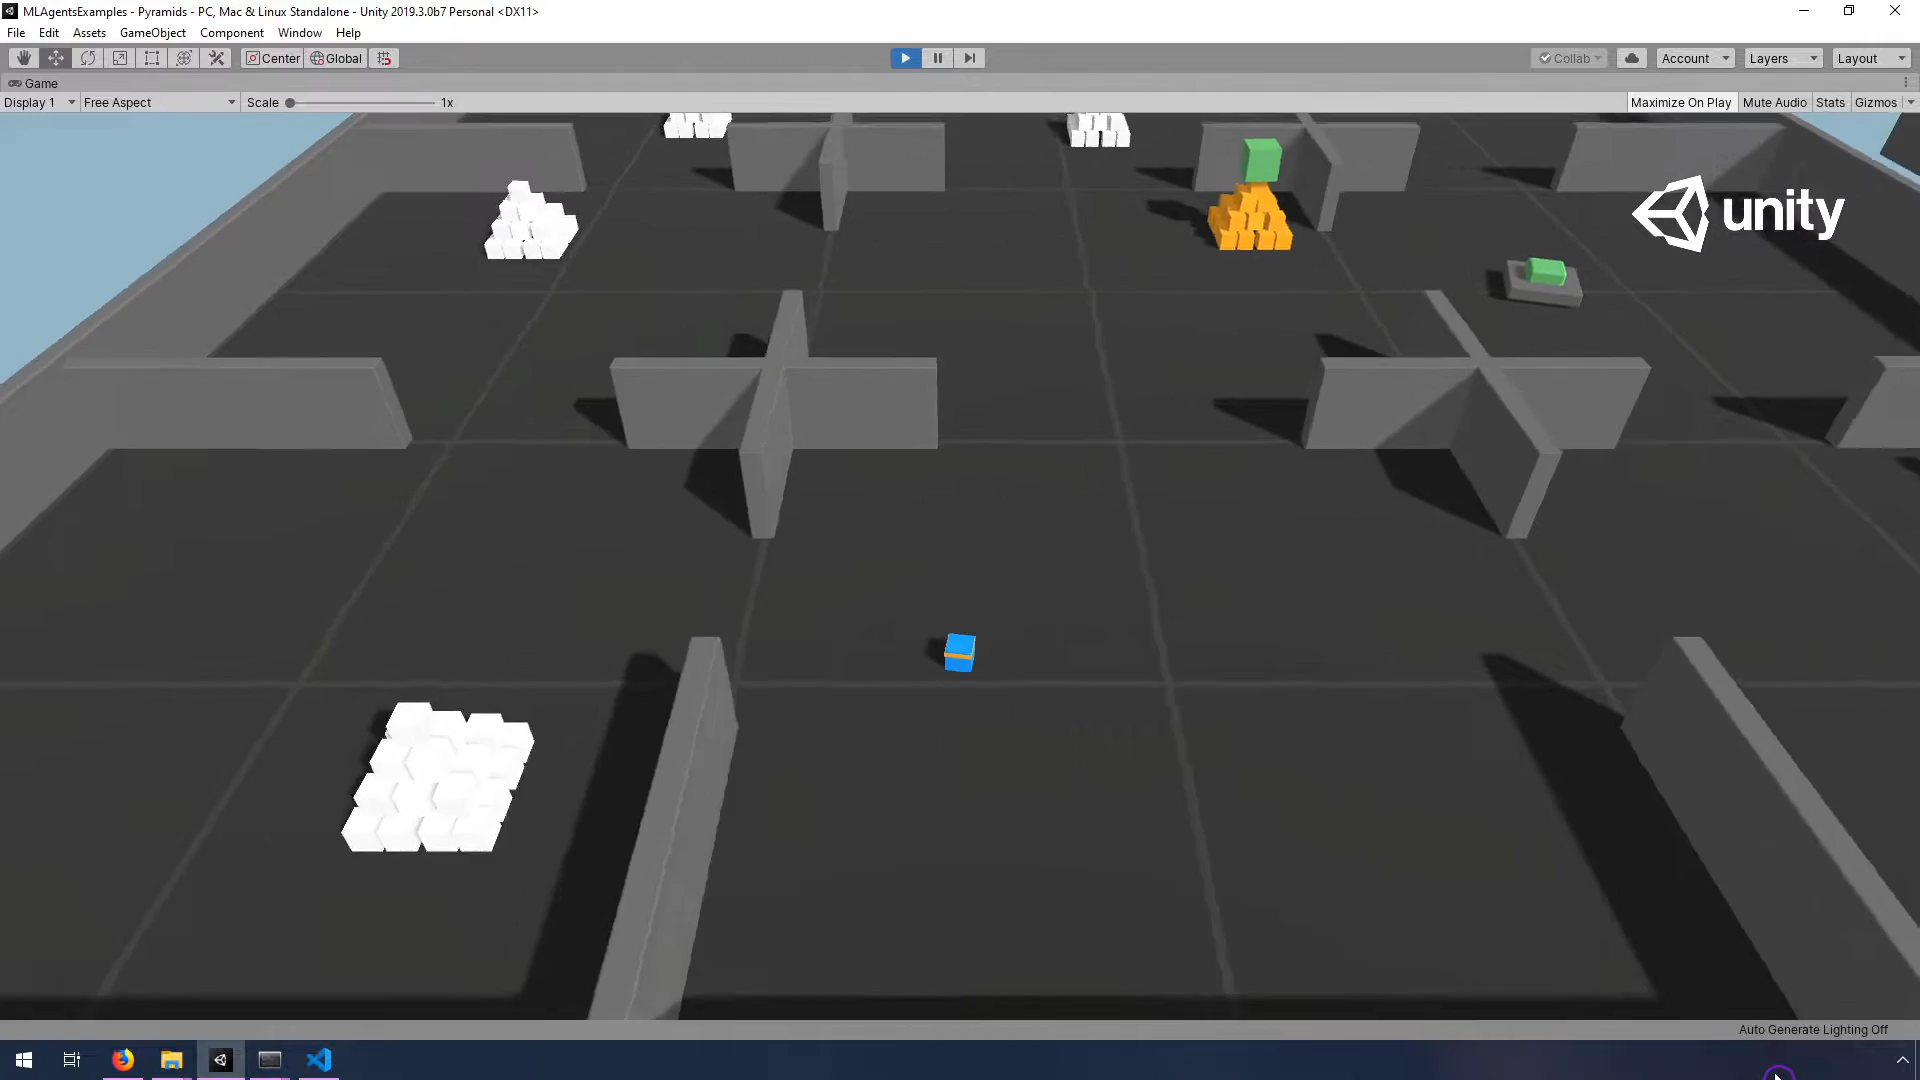 MLAgentsExamples - Pyramids - PC, Mac & Linux Standalone - Unity 2019.3.0b7 Personal <DX11>
File Edit Assets GameObject Component Window Help
Center Global Collab Account Layers Layout
Game
Display 1 Free Aspect Scale 1x Maximize On Play Mute Audio Stats Gizmos
unity
Auto Generate Lighting Off